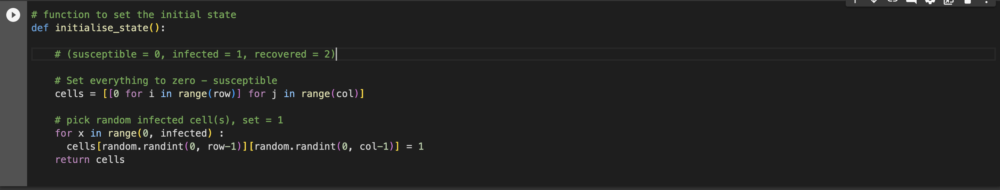 # function to set the initial state
def initialise_state():
# (susceptible = 0, infected = 1, recovered = 2)
# Set everything to zero - susceptible
cells = [[0 for i in range(row)] for j in range(col)]
# pick random infected cell(s), set = 1
for x in range(0, infected) :
cells[random.randint(0, row-1)][random.randint(0, col-1)] = 1
return cells